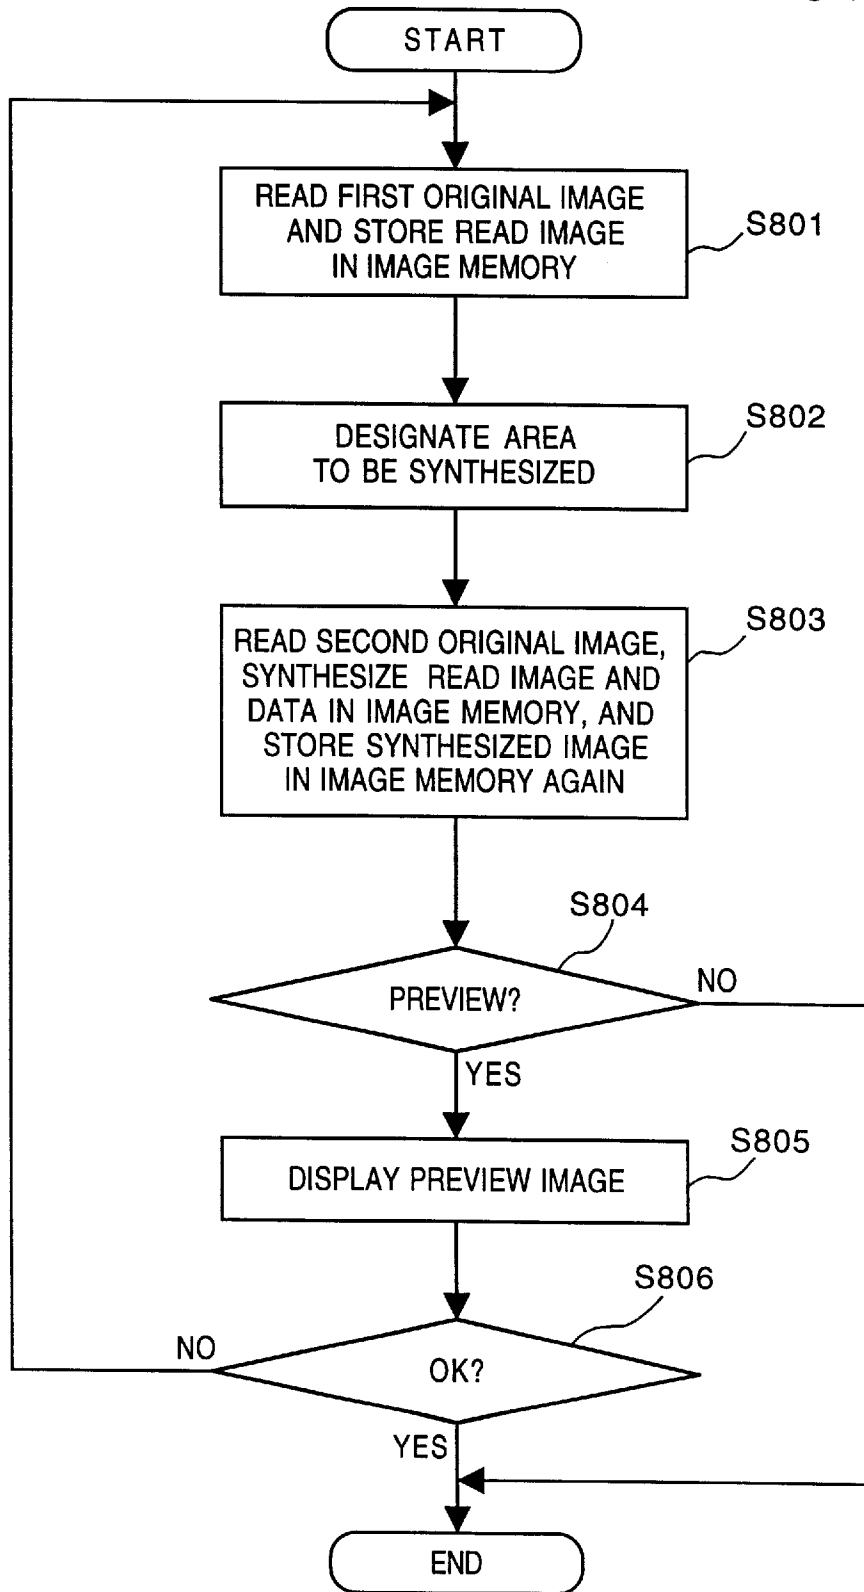 START
READ FIRST ORIGINAL IMAGE
AND STORE READ IMAGE
IN IMAGE MEMORY
S801
DESIGNATE AREA
TO BE SYNTHESIZED
S802
READ SECOND ORIGINAL IMAGE,
SYNTHESIZE READ IMAGE AND
DATA IN IMAGE MEMORY, AND
STORE SYNTHESIZED IMAGE
IN IMAGE MEMORY AGAIN
S803
S804
PREVIEW?
NO
YES
DISPLAY PREVIEW IMAGE
S805
S806
NO
OK?
YES
END